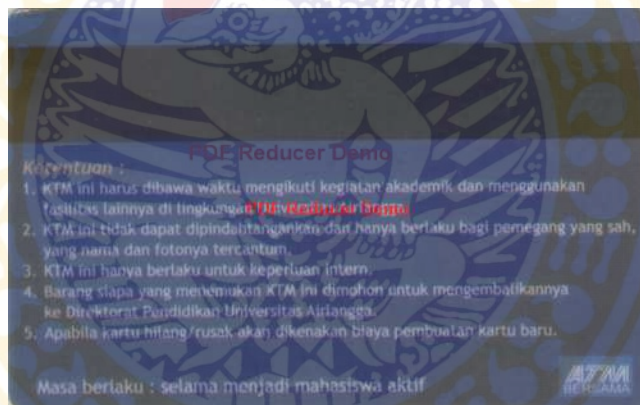 PDF Reducer Demo
Ketentuan :
1. KTM ini harus dibawa waktu mengikuti kegiatan akademik dan menggunakan
fasilitas lainnya di lingkungan Universitas Airlangga.
PDF Reducer Demo
2. KTM ini tidak dapat dipindahtangankan dan hanya berlaku bagi pemegang yang sah,
yang nama dan fotonya tercantum.
3. KTM ini hanya berlaku untuk keperluan intern.
4. Barang siapa yang menemukan KTM ini dimohon untuk mengembalikannya
ke Direktorat Pendidikan Universitas Airlangga.
5. Apabila kartu hilang/rusak akan dikenakan biaya pembuatan kartu baru.
Masa berlaku : selama menjadi mahasiswa aktif
ATM
BERSAMA